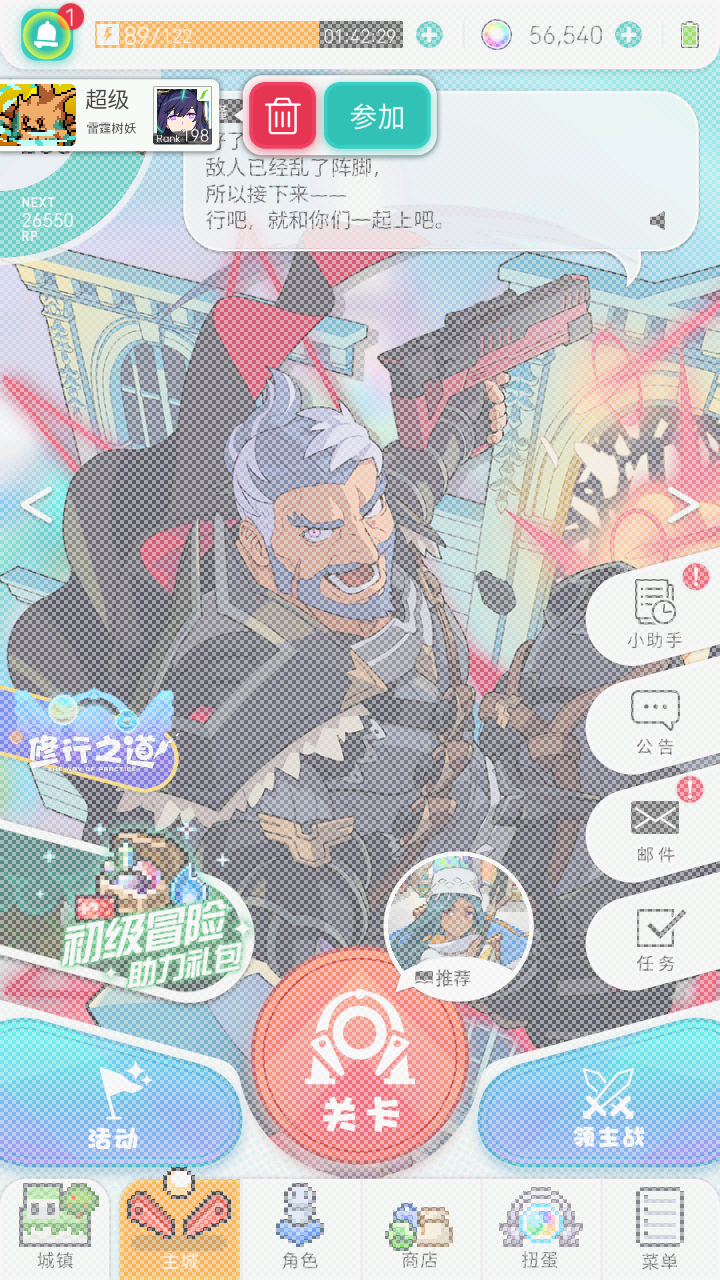 1
89/122
01:42:29
56,540
超级
雷霆树妖
Rank 198
参加
敌人已经乱了阵脚，
所以接下来——
行吧，就和你们一起上吧。
NEXT
26550
RP
小助手
公告
修行之道
THE WAY OF PRACTICE
邮件
初级冒险
助力礼包
推荐
任务
关卡
活动
领主战
城镇
主城
角色
商店
扭蛋
菜单